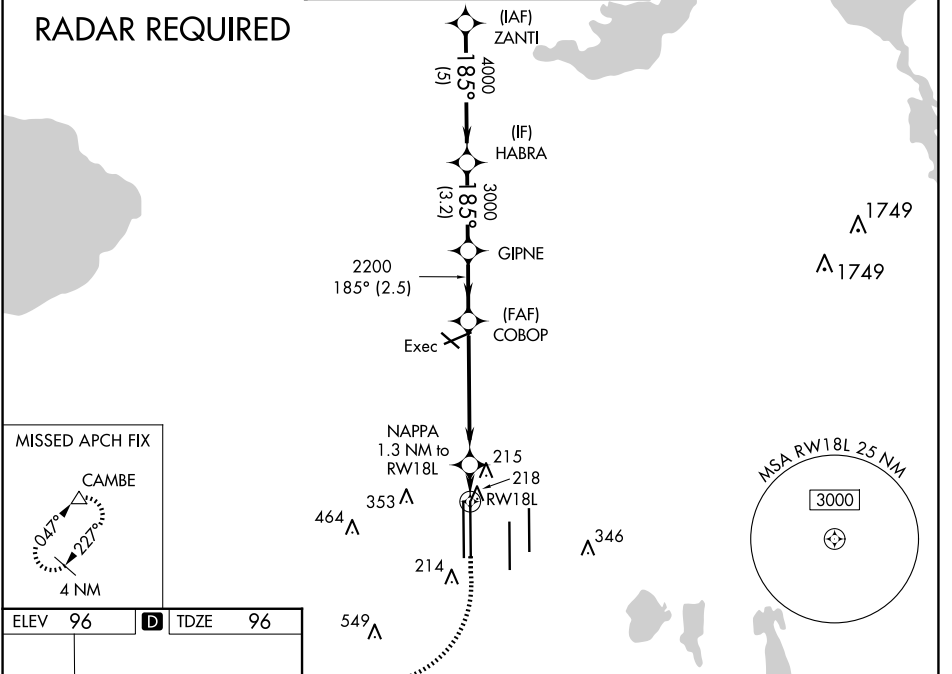 RADAR REQUIRED
(IAF)
ZANTI
4000
185°
(5)
(IF)
HABRA
3000
185°
(3.2)
GIPNE
2200
185° (2.5)
(FAF)
COBOP
Exec
1749
1749
NAPPA
1.3 NM to
RW18L
215
218
RW18L
353
464
346
214
549
MISSED APCH FIX
CAMBE
047°
227°
4 NM
MSA RW18L 25 NM
3000
ELEV 96 D TDZE 96